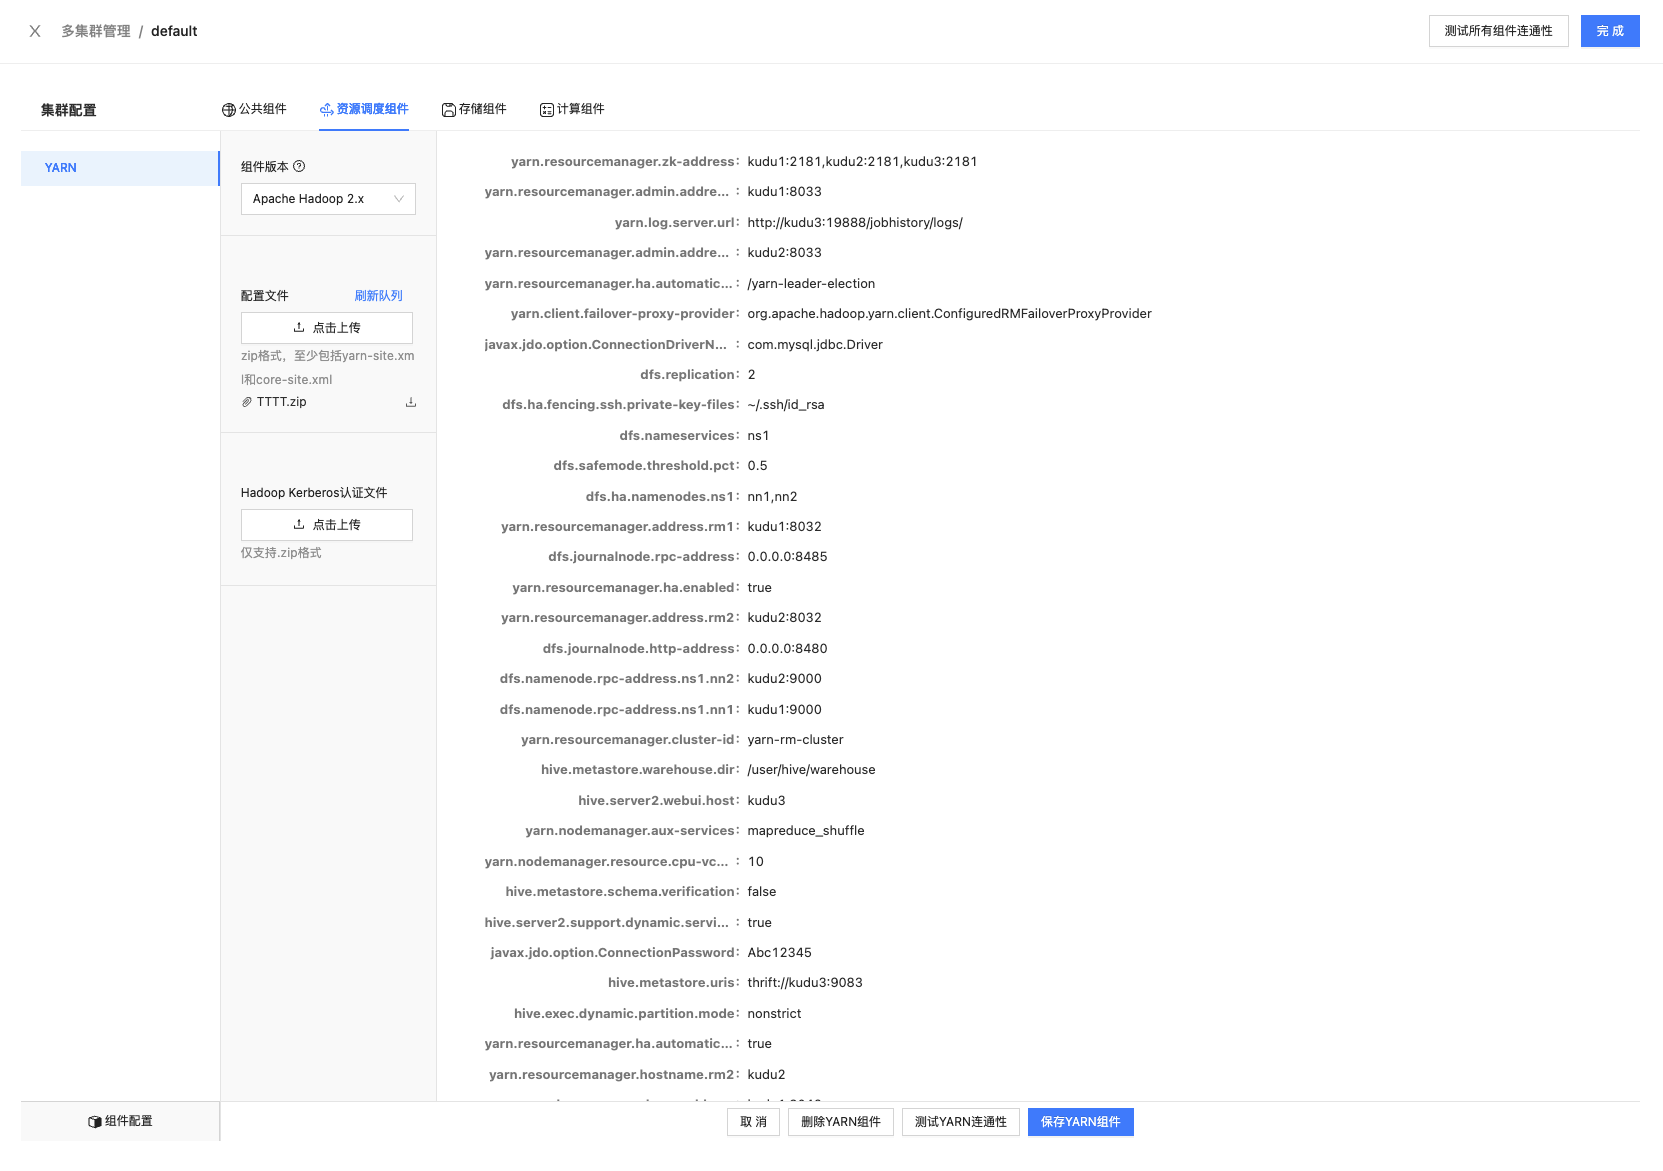 多集群管理 / default
测试所有组件连通性
完 成
集群配置
公共组件
资源调度组件
存储组件
计算组件
YARN
组件版本
Apache Hadoop 2.x
配置文件
刷新队列
点击上传
zip格式，至少包括yarn-site.xm
l和core-site.xml
TTTT.zip
Hadoop Kerberos认证文件
点击上传
仅支持.zip格式
yarn.resourcemanager.zk-address: kudu1:2181,kudu2:2181,kudu3:2181
yarn.resourcemanager.admin.addre... : kudu1:8033
yarn.log.server.url: http://kudu3:19888/jobhistory/logs/
yarn.resourcemanager.admin.addre... : kudu2:8033
yarn.resourcemanager.ha.automatic... : /yarn-leader-election
yarn.client.failover-proxy-provider: org.apache.hadoop.yarn.client.ConfiguredRMFailoverProxyProvider
javax.jdo.option.ConnectionDriverN... : com.mysql.jdbc.Driver
dfs.replication: 2
dfs.ha.fencing.ssh.private-key-files: ~/.ssh/id_rsa
dfs.nameservices: ns1
dfs.safemode.threshold.pct: 0.5
dfs.ha.namenodes.ns1: nn1,nn2
yarn.resourcemanager.address.rm1: kudu1:8032
dfs.journalnode.rpc-address: 0.0.0.0:8485
yarn.resourcemanager.ha.enabled: true
yarn.resourcemanager.address.rm2: kudu2:8032
dfs.journalnode.http-address: 0.0.0.0:8480
dfs.namenode.rpc-address.ns1.nn2: kudu2:9000
dfs.namenode.rpc-address.ns1.nn1: kudu1:9000
yarn.resourcemanager.cluster-id: yarn-rm-cluster
hive.metastore.warehouse.dir: /user/hive/warehouse
hive.server2.webui.host: kudu3
yarn.nodemanager.aux-services: mapreduce_shuffle
yarn.nodemanager.resource.cpu-vc... : 10
hive.metastore.schema.verification: false
hive.server2.support.dynamic.servi... : true
javax.jdo.option.ConnectionPassword: Abc12345
hive.metastore.uris: thrift://kudu3:9083
hive.exec.dynamic.partition.mode: nonstrict
yarn.resourcemanager.ha.automatic... : true
yarn.resourcemanager.hostname.rm2: kudu2
组件配置
取 消
删除YARN组件
测试YARN连通性
保存YARN组件